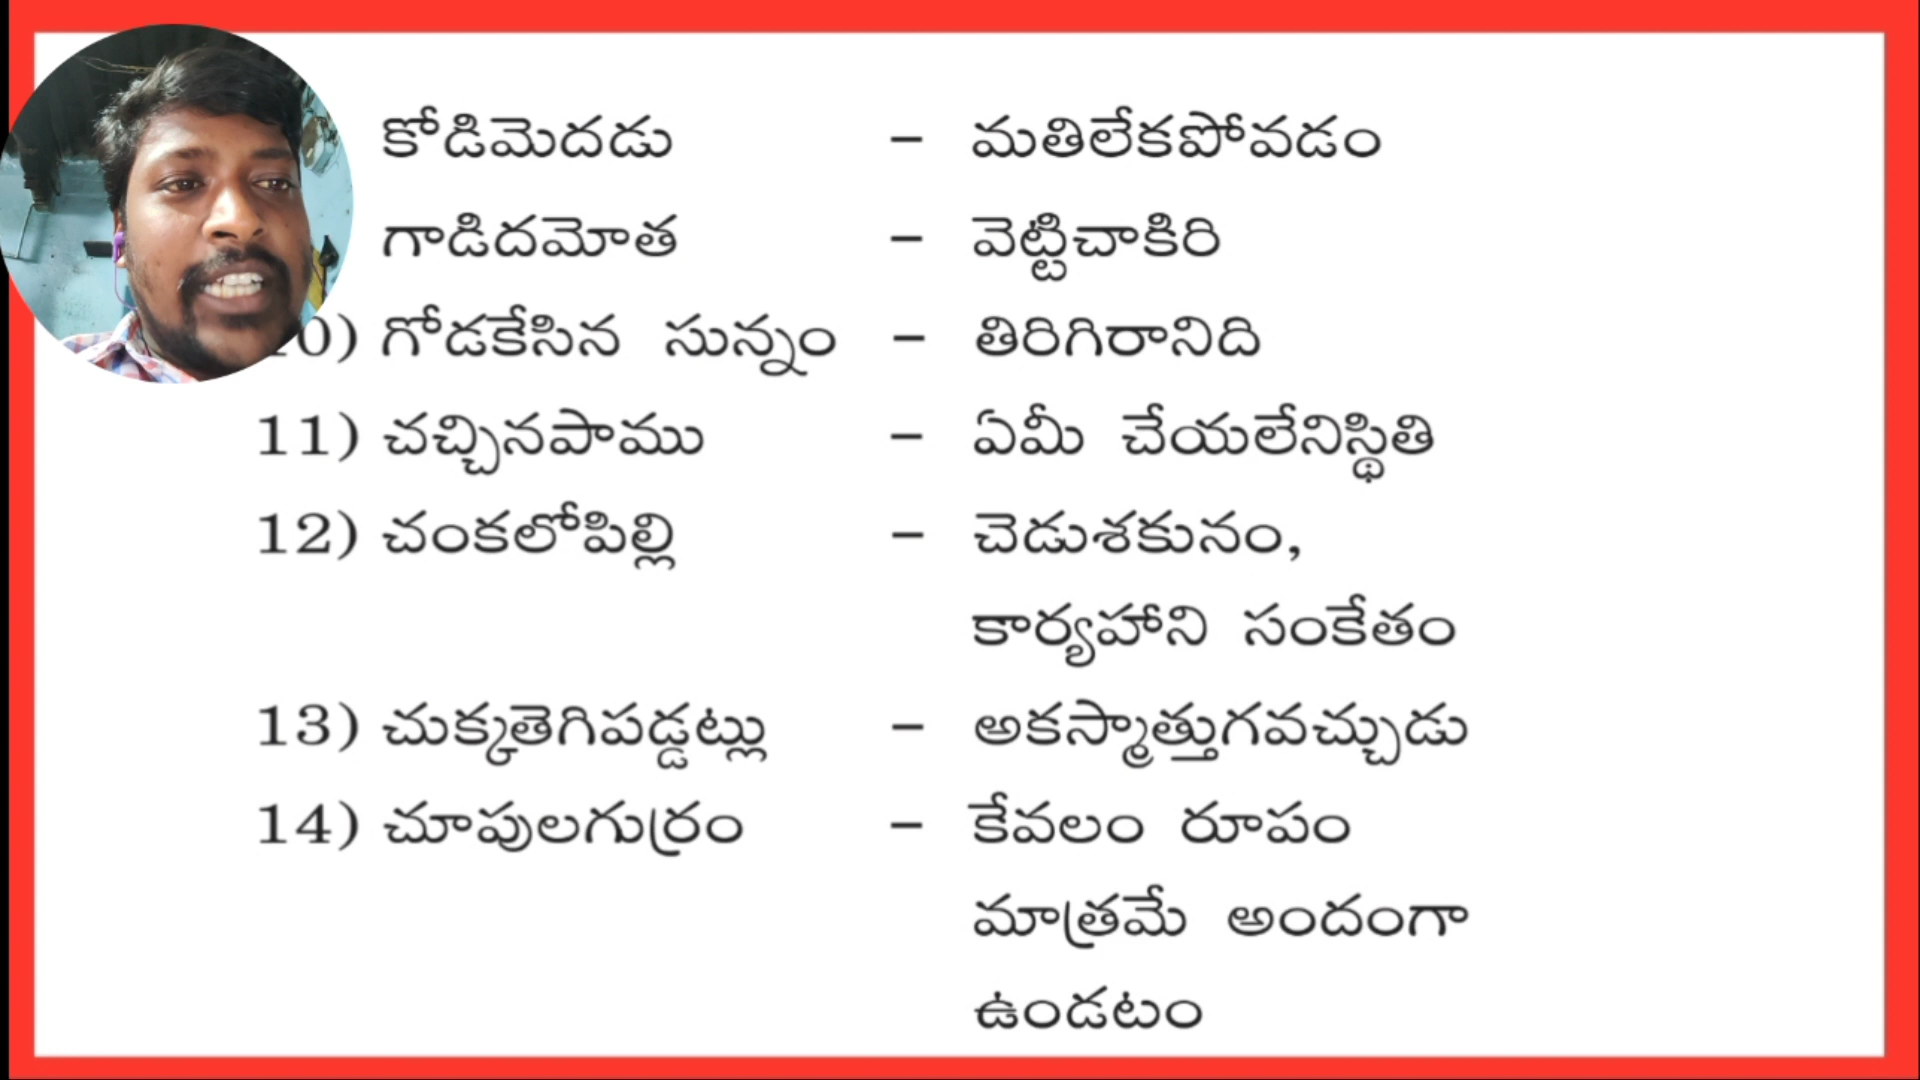 కోడిమెదడు – మతిలేకపోవడం
గాడిదమోత – వెట్టిచాకిరి
0) గోడకేసిన సున్నం – తిరిగిరానిది
11) చచ్చినపాము – ఏమీ చేయలేనిస్థితి
12) చంకలోపిల్లి – చెడుశకునం,
కార్యహాని సంకేతం
13) చుక్కతెగిపడ్డట్లు – అకస్మాత్తుగవచ్చుడు
14) చూపులగుర్రం – కేవలం రూపం
మాత్రమే అందంగా
ఉండటం